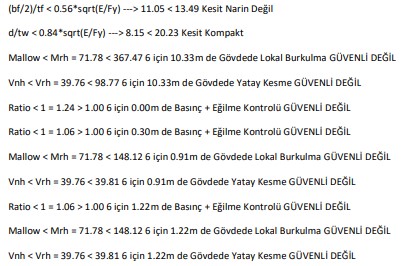 (bf/2)/tf < 0.56*sqrt(E/Fy) ---> 11.05 < 13.49 Kesit Narin Değil
d/tw < 0.84*sqrt(E/Fy) ---> 8.15 < 20.23 Kesit Kompakt
Mallow < Mrh = 71.78 < 367.47 6 için 10.33m de Gövdede Lokal Burkulma GÜVENLİ DEĞİL
Vnh < Vrh = 39.76 < 98.77 6 için 10.33m de Gövdede Yatay Kesme GÜVENLİ DEĞİL
Ratio < 1 = 1.24 > 1.00 6 için 0.00m de Basınç + Eğilme Kontrolü GÜVENLİ DEĞİL
Ratio < 1 = 1.06 > 1.00 6 için 0.30m de Basınç + Eğilme Kontrolü GÜVENLİ DEĞİL
Mallow < Mrh = 71.78 < 148.12 6 için 0.91m de Gövdede Lokal Burkulma GÜVENLİ DEĞİL
Vnh < Vrh = 39.76 < 39.81 6 için 0.91m de Gövdede Yatay Kesme GÜVENLİ DEĞİL
Ratio < 1 = 1.06 > 1.00 6 için 1.22m de Basınç + Eğilme Kontrolü GÜVENLİ DEĞİL
Mallow < Mrh = 71.78 < 148.12 6 için 1.22m de Gövdede Lokal Burkulma GÜVENLİ DEĞİL
Vnh < Vrh = 39.76 < 39.81 6 için 1.22m de Gövdede Yatay Kesme GÜVENLİ DEĞİL